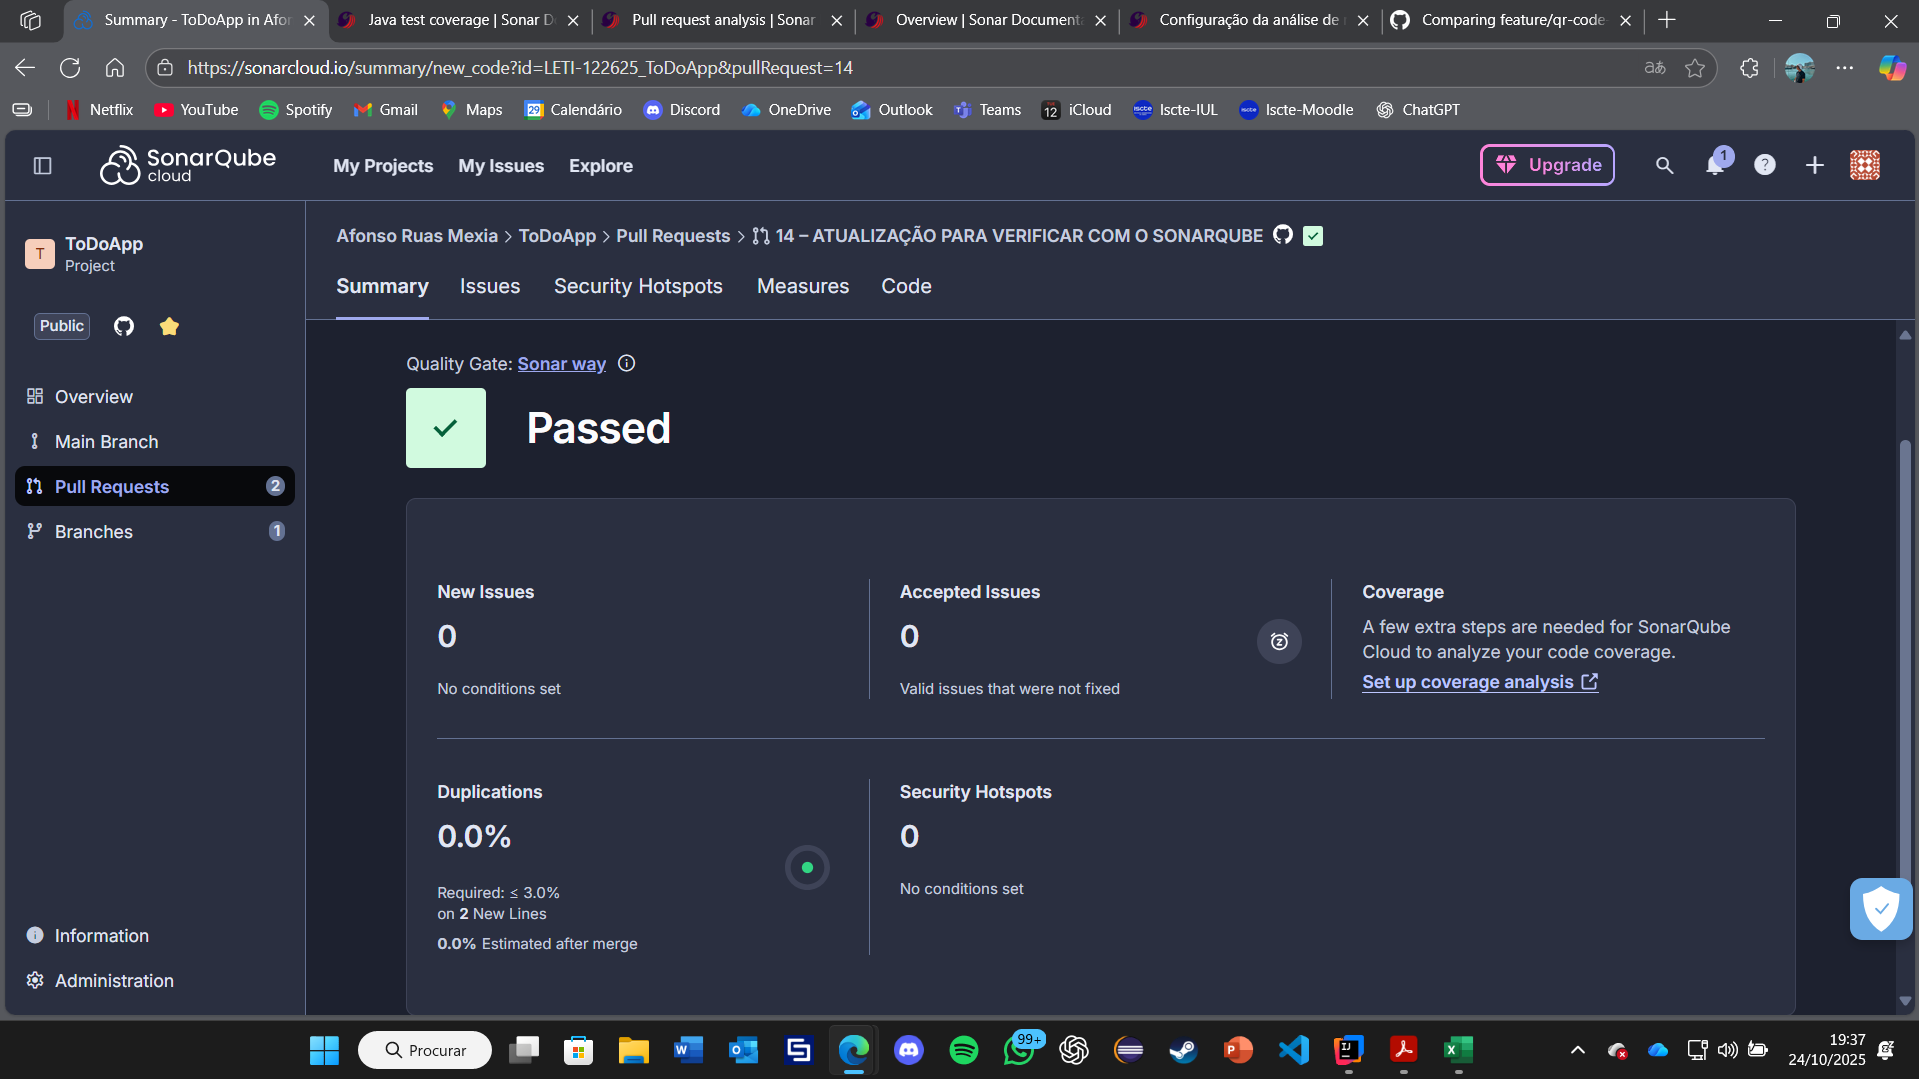 Summary - ToDoApp in Afon
Java test coverage | Sonar D
Pull request analysis | Sonar
Overview | Sonar Documenta
Configuração da análise de
Comparing feature/qr-code
https://sonarcloud.io/summary/new_code?id=LETI-122625_ToDoApp&pullRequest=14
Netflix YouTube Spotify Gmail Maps Calendário Discord OneDrive Outlook Teams iCloud Iscte-IUL Iscte-Moodle ChatGPT
SonarQube
cloud
My Projects My Issues Explore
Upgrade
1
ToDoApp
Project
T
Public
Overview
Main Branch
Pull Requests 2
Branches 1
Information
Administration
Afonso Ruas Mexia > ToDoApp > Pull Requests > 14 – ATUALIZAÇÃO PARA VERIFICAR COM O SONARQUBE
Summary Issues Security Hotspots Measures Code
Quality Gate: Sonar way
Passed
New Issues
0
No conditions set
Accepted Issues
0
Valid issues that were not fixed
Coverage
A few extra steps are needed for SonarQube
Cloud to analyze your code coverage.
Set up coverage analysis
Duplications
0.0%
Required: ≤ 3.0%
on 2 New Lines
0.0% Estimated after merge
Security Hotspots
0
No conditions set
Procurar
99+
19:37
24/10/2025